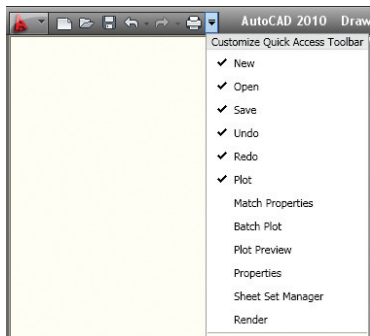 AutoCAD 2010 Draw
Customize Quick Access Toolbar
New
Open
Save
Undo
Redo
Plot
Match Properties
Batch Plot
Plot Preview
Properties
Sheet Set Manager
Render